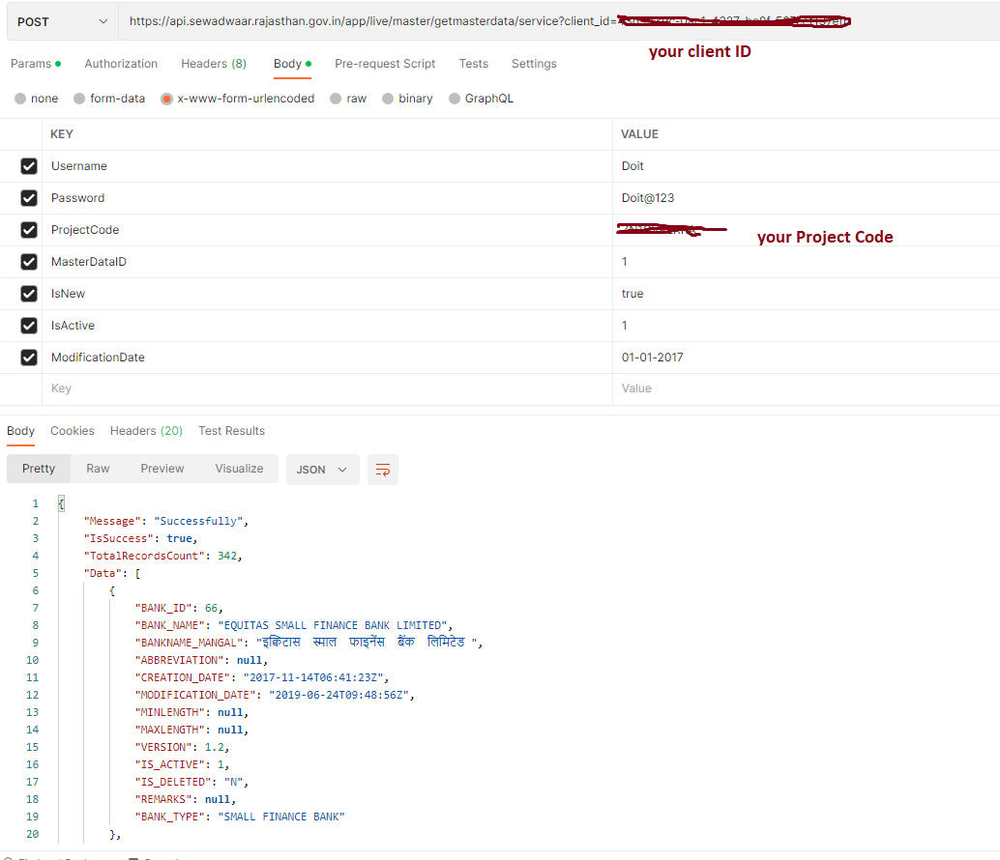 POST https://api.sewadwaar.rajasthan.gov.in/app/live/master/getmasterdata/service?client_id=
your client ID
Params Authorization Headers (8) Body Pre-request Script Tests Settings
none form-data x-www-form-urlencoded raw binary GraphQL
KEY VALUE
Username Doit
Password Doit@123
ProjectCode your Project Code
MasterDataID 1
IsNew true
IsActive 1
ModificationDate 01-01-2017
Key Value
Body Cookies Headers (20) Test Results
Pretty Raw Preview Visualize JSON
1 {
2 "Message": "Successfully",
3 "IsSuccess": true,
4 "TotalRecordsCount": 342,
5 "Data": [
6 {
7 "BANK_ID": 66,
8 "BANK_NAME": "EQUITAS SMALL FINANCE BANK LIMITED",
9 "BANKNAME_MANGAL": "इक्विटास स्माल फाइनेंस बैंक लिमिटेड ",
10 "ABBREVIATION": null,
11 "CREATION_DATE": "2017-11-14T06:41:23Z",
12 "MODIFICATION_DATE": "2019-06-24T09:48:56Z",
13 "MINLENGTH": null,
14 "MAXLENGTH": null,
15 "VERSION": 1.2,
16 "IS_ACTIVE": 1,
17 "IS_DELETED": "N",
18 "REMARKS": null,
19 "BANK_TYPE": "SMALL FINANCE BANK"
20 },